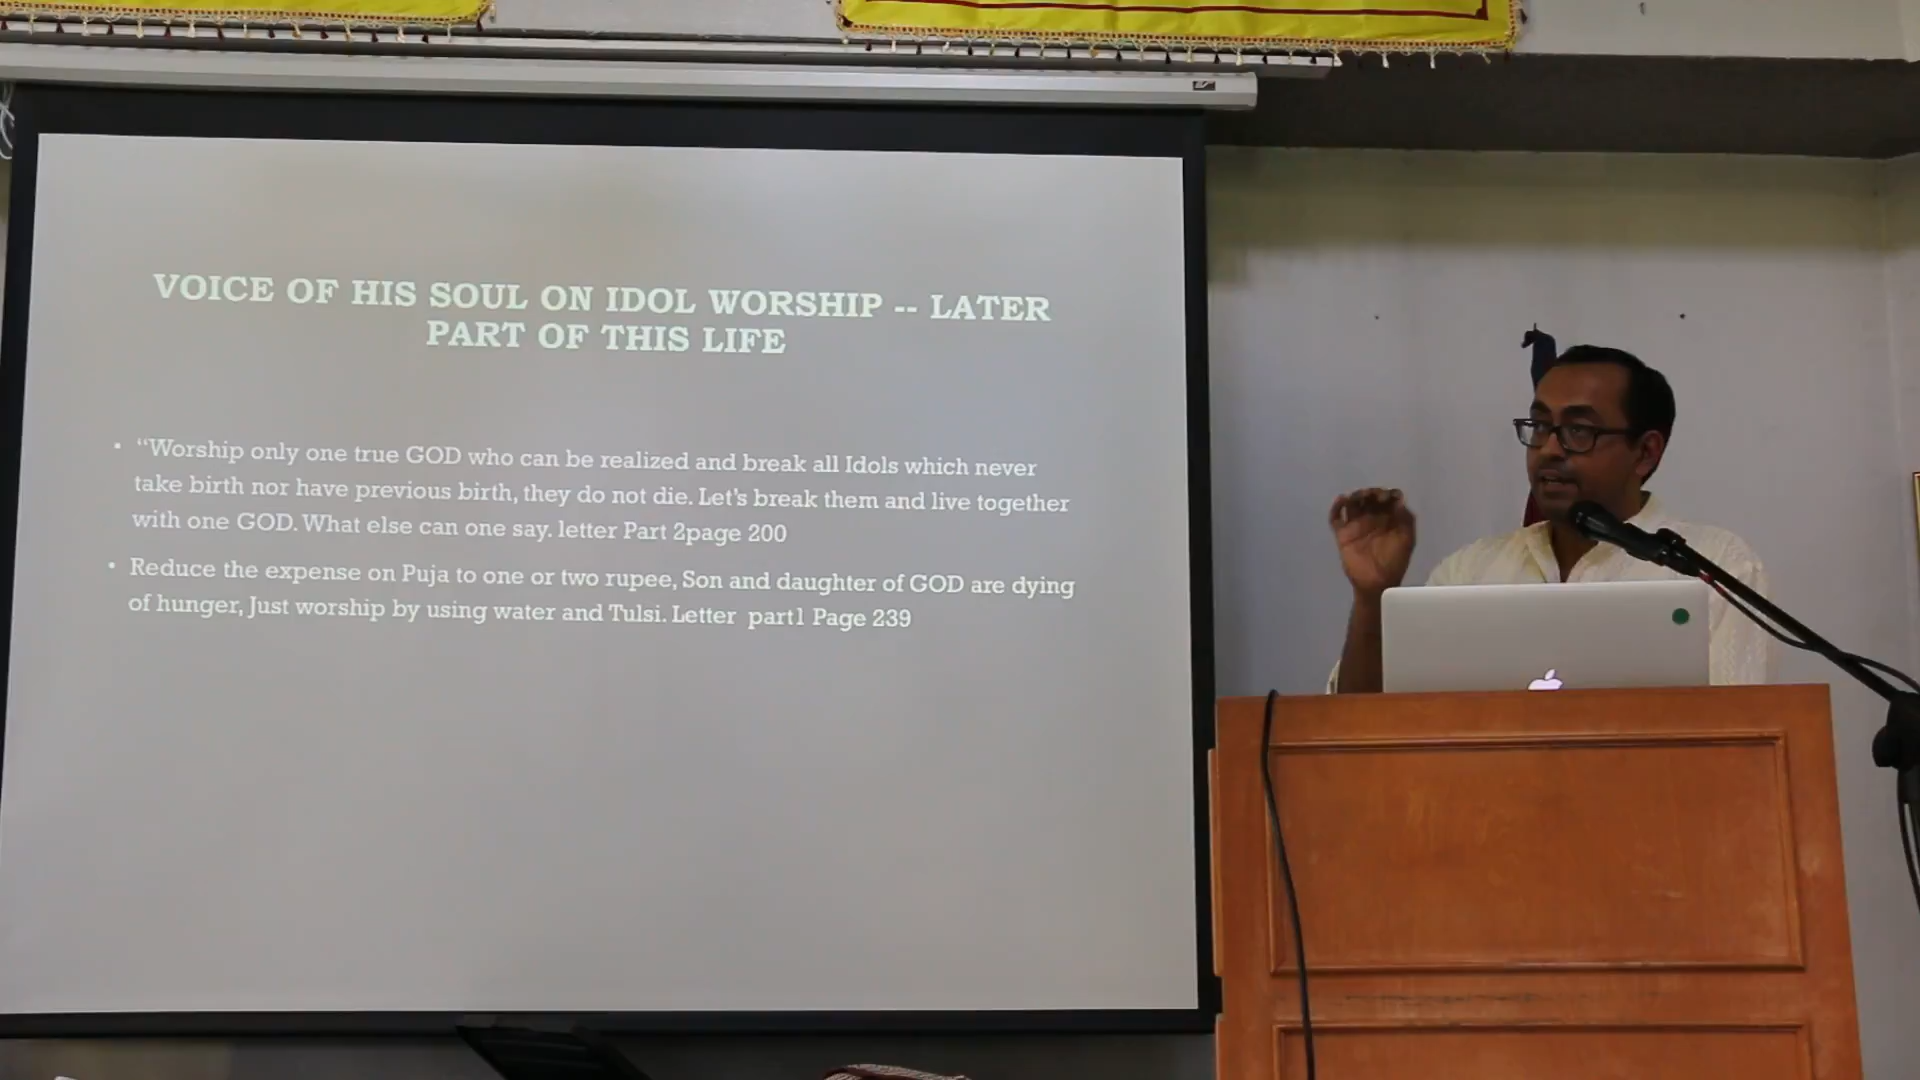 VOICE OF HIS SOUL ON IDOL WORSHIP -- LATER
PART OF THIS LIFE
• “Worship only one true GOD who can be realized and break all Idols which never
take birth nor have previous birth, they do not die. Let's break them and live together
with one GOD. What else can one say. letter Part 2page 200
• Reduce the expense on Puja to one or two rupee, Son and daughter of GOD are dying
of hunger, Just worship by using water and Tulsi. Letter part1 Page 239